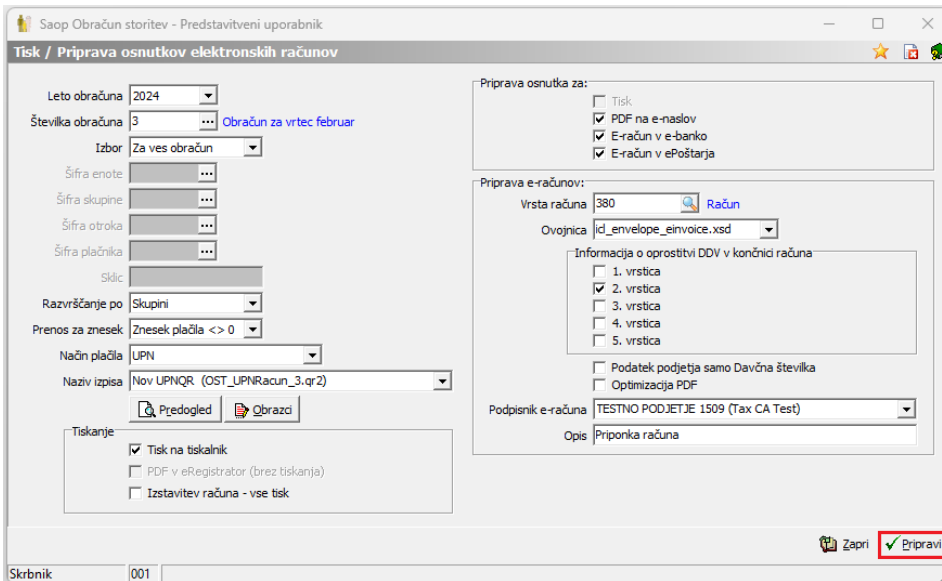 Saop Obračun storitev - Predstavitveni uporabnik
Tisk / Priprava osnutkov elektronskih računov
Leto obračuna 2024
Številka obračuna 3 ... Obračun za vrtec februar
Izbor Za ves obračun
Šifra enote ...
Šifra skupine ...
Šifra otroka ...
Šifra plačnika ...
Sklic
Razvrščanje po Skupini
Prenos za znesek Znesek plačila <> 0
Način plačila UPN
Naziv izpisa Nov UPNQR (OST_UPNRacun_3.qr2)
Predogled Obrazci
Tiskanje
Tisk na tiskalnik
PDF v eRegistrator (brez tiskanja)
Izstavitev računa - vse tisk
Priprava osnutka za:
Tisk
PDF na e-naslov
E-račun v e-banko
E-račun v ePoštarja
Priprava e-računov:
Vrsta računa 380 Račun
Ovojnica icl_envelope_einvoice.xsd
Informacija o oprostitvi DDV v končnici računa
1. vrstica
2. vrstica
3. vrstica
4. vrstica
5. vrstica
Podatek podjetja samo Davčna številka
Optimizacija PDF
Podpisnik e-računa TESTNO PODJETJE 1509 (Tax CA Test)
Opis Priponka računa
Zapri Pripravi
Skrbnik 001